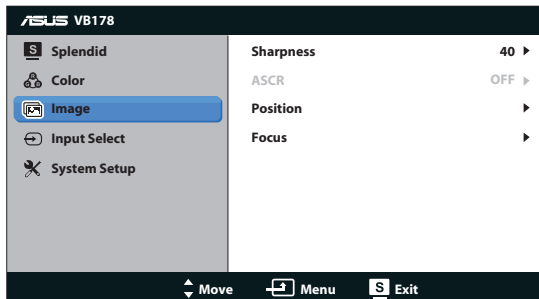 ASUS VB178
S Splendid
Color
Image
Input Select
System Setup
Sharpness 40
ASCR OFF
Position
Focus
Move Menu S Exit